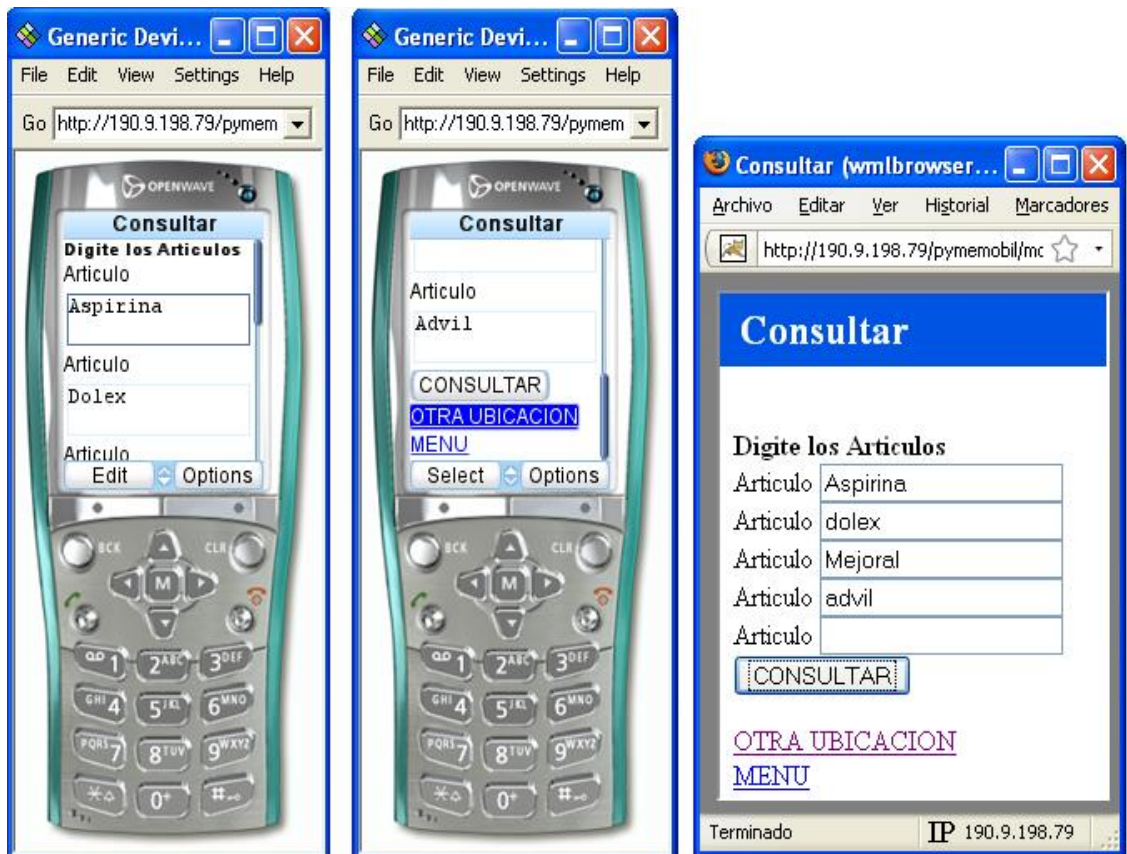 Generic Devi...
File Edit View Settings Help
Go http://190.9.198.79/pymem
OPENWAVE
Consultar
Digite los Articulos
Articulo
Aspirina
Articulo
Dolex
Articulo
Edit Options
BCK CLR
M
1 2ABC 3DEF
GHI4 5JKL 6MNO
PQRS7 8TUV 9WXYZ
0+ #
Generic Devi...
File Edit View Settings Help
Go http://190.9.198.79/pymem
OPENWAVE
Consultar
Articulo
Advil
CONSULTAR
OTRA UBICACION
MENU
Select Options
BCK CLR
M
1 2ABC 3DEF
GHI4 5JKL 6MNO
PQRS7 8TUV 9WXYZ
0+ #
Consultar (wmlbrowser...
Archivo Editar Ver Historial Marcadores
http://190.9.198.79/pymemobil/mc
Consultar
Digite los Articulos
Articulo Aspirina
Articulo dolex
Articulo Mejoral
Articulo advil
Articulo
CONSULTAR
OTRA UBICACION
MENU
Terminado IP 190.9.198.79